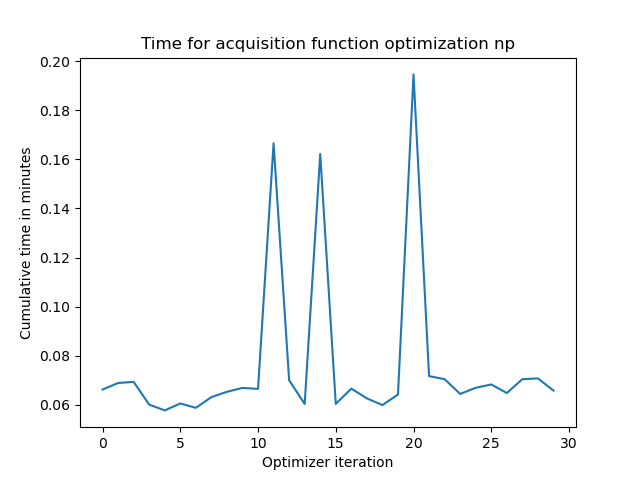 Time for acquisition function optimization np
0.20
0.18
0.16
0.14
0.12
0.10
0.08
0.06
Cumulative time in minutes
0 5 10 15 20 25 30
Optimizer iteration